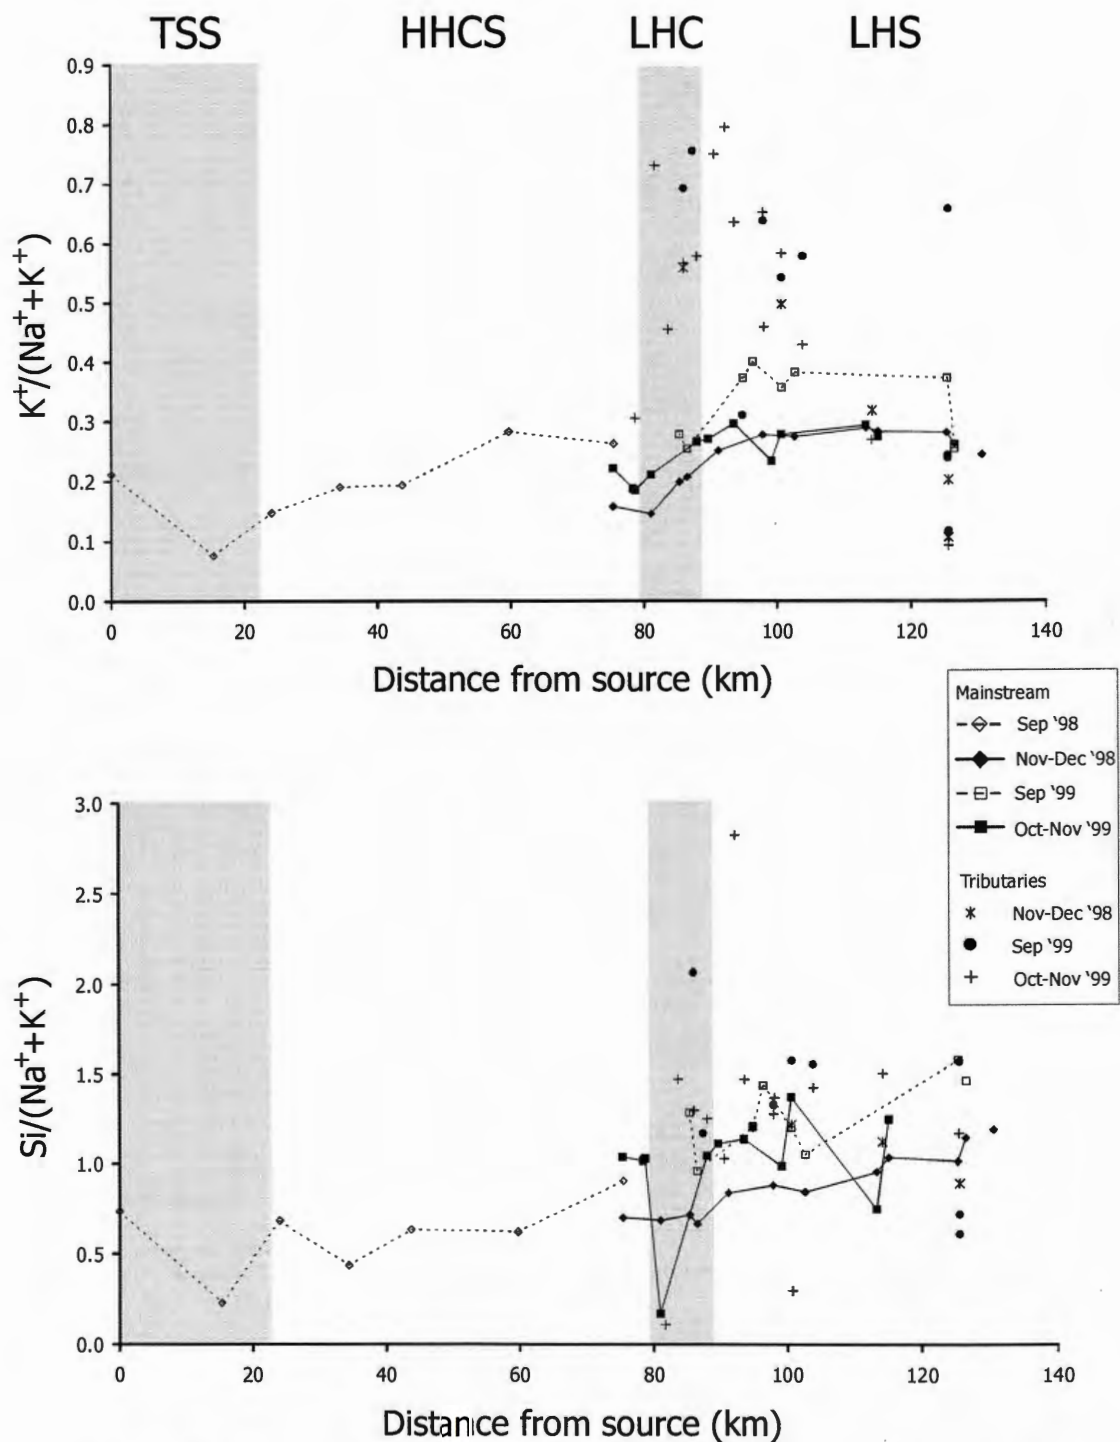 TSS HHCS LHC LHS
0.9
0.8
0.7
0.6
0.5
0.4
0.3
0.2
0.1
0.0
K⁺/(Na⁺+K⁺)
0 20 40 60 80 100 120 140
Distance from source (km)
Mainstream
Sep ‘98
Nov-Dec ‘98
Sep ‘99
Oct-Nov ‘99
Tributaries
Nov-Dec ‘98
Sep ‘99
Oct-Nov ‘99
3.0
2.5
2.0
1.5
1.0
0.5
0.0
Si/(Na⁺+K⁺)
0 20 40 60 80 100 120 140
Distance from source (km)